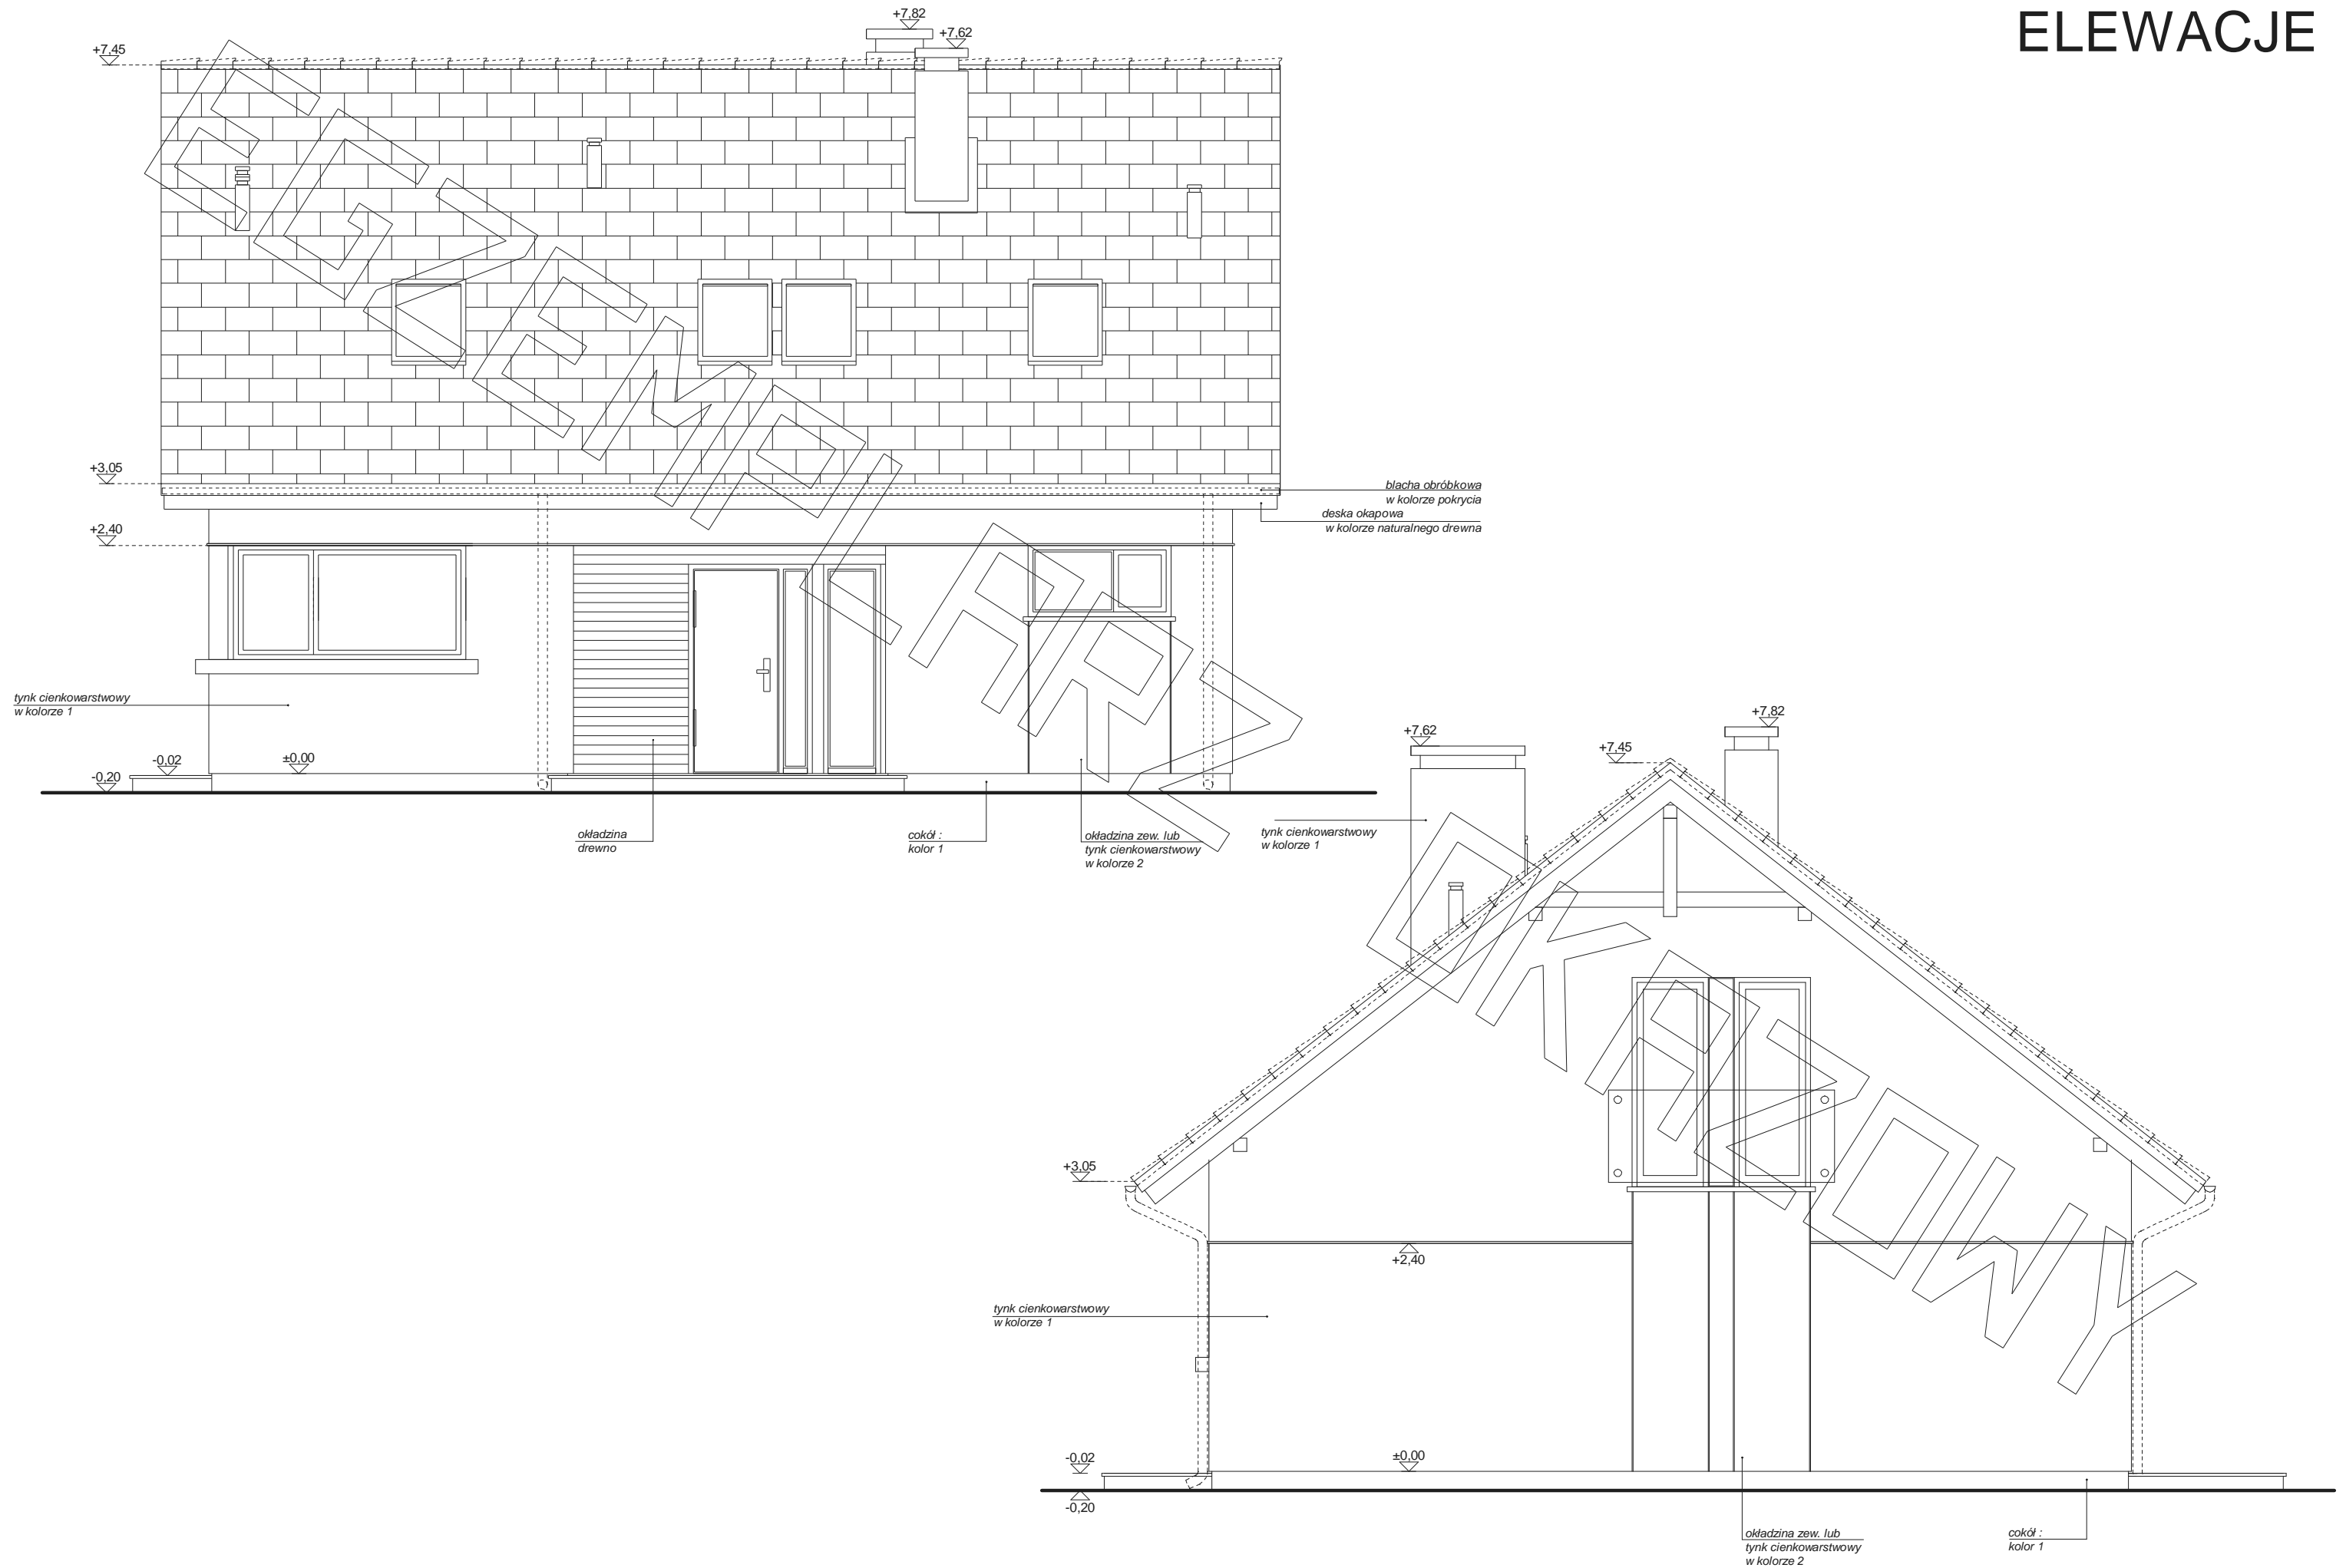 ELEWACJE
+7,82
+7,62
+7,45
+3,05
blacha obróbkowa
w kolorze pokrycia
deska okapowa
w kolorze naturalnego drewna
+2,40
tynk cienkowarstwowy
w kolorze 1
-0,02
±0,00
-0,20
okładzina
drewno
cokół :
kolor 1
okładzina zew. lub
tynk cienkowarstwowy
w kolorze 2
EGZEMPLARZ OKAZOWY
+7,62
+7,82
+7,45
tynk cienkowarstwowy
w kolorze 1
+3,05
+2,40
tynk cienkowarstwowy
w kolorze 1
-0,02
±0,00
-0,20
okładzina zew. lub
tynk cienkowarstwowy
w kolorze 2
cokół :
kolor 1